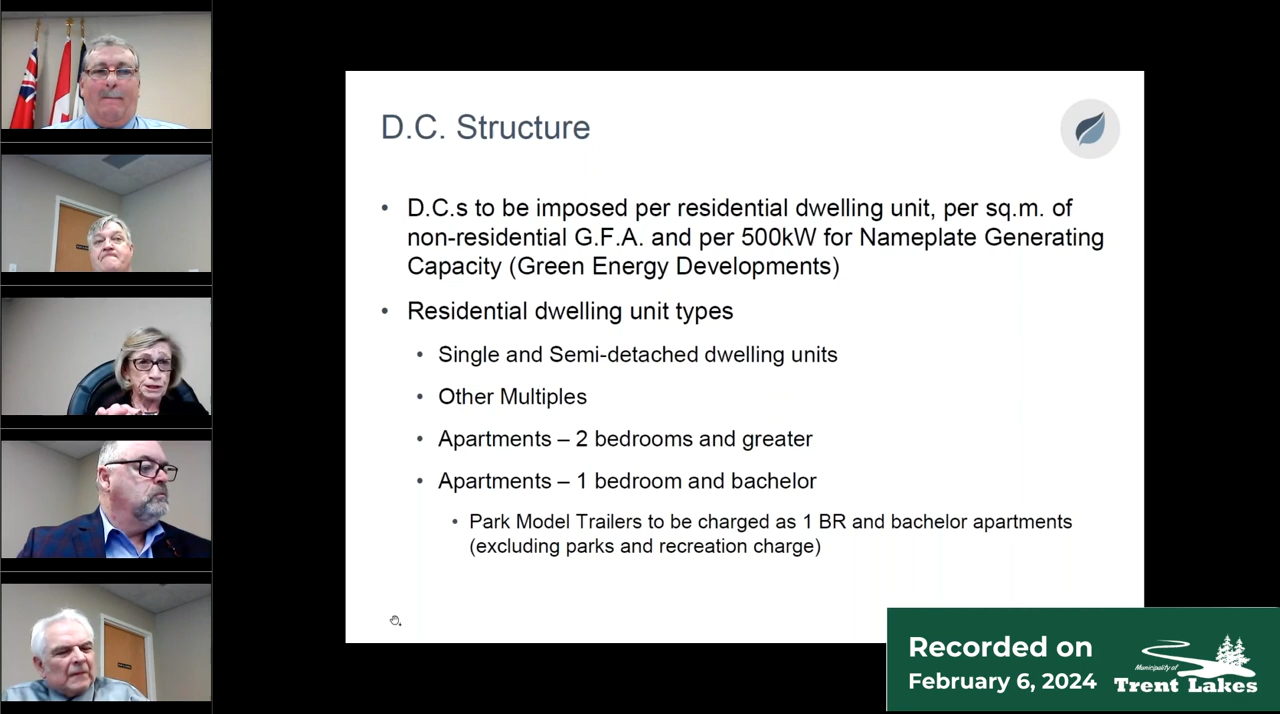 D.C. Structure
• D.C.s to be imposed per residential dwelling unit, per sq.m. of
non-residential G.F.A. and per 500kW for Nameplate Generating
Capacity (Green Energy Developments)
• Residential dwelling unit types
• Single and Semi-detached dwelling units
• Other Multiples
• Apartments – 2 bedrooms and greater
• Apartments – 1 bedroom and bachelor
• Park Model Trailers to be charged as 1 BR and bachelor apartments
(excluding parks and recreation charge)
Recorded on
February 6, 2024
Municipality of
Trent Lakes